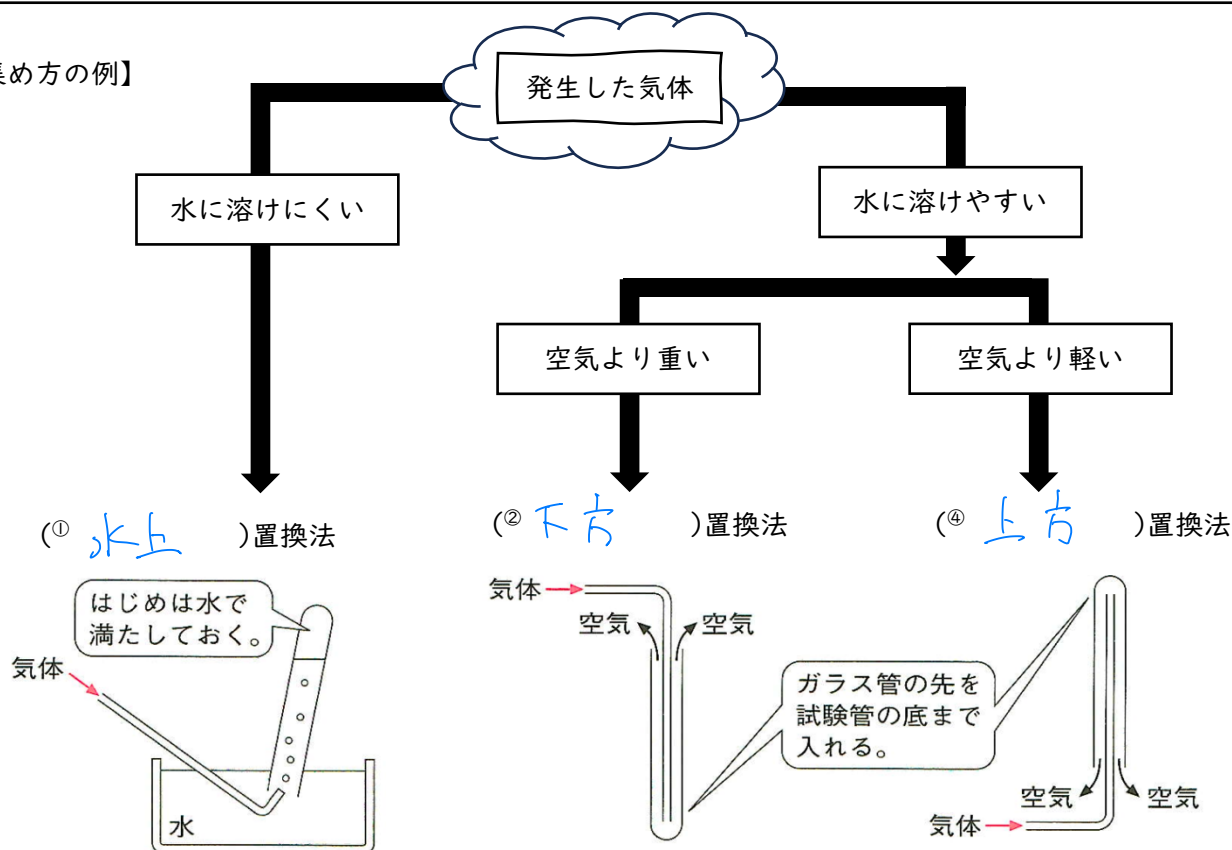 集め方の例】
発生した気体
水に溶けにくい
水に溶けやすい
空気より重い
空気より軽い
(① 水上 )置換法
(② 下方 )置換法
(④ 上方 )置換法
はじめは水で
満たしておく。
気体
水
気体
空気
空気
ガラス管の先を
試験管の底まで
入れる。
空気
空気
気体